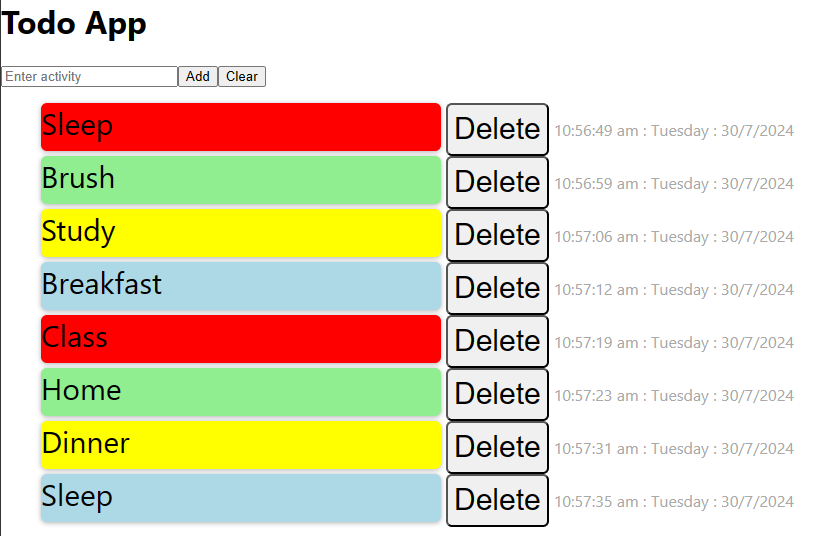 Todo App
Enter activity Add Clear
Sleep Delete 10:56:49 am : Tuesday : 30/7/2024
Brush Delete 10:56:59 am : Tuesday : 30/7/2024
Study Delete 10:57:06 am : Tuesday : 30/7/2024
Breakfast Delete 10:57:12 am : Tuesday : 30/7/2024
Class Delete 10:57:19 am : Tuesday : 30/7/2024
Home Delete 10:57:23 am : Tuesday : 30/7/2024
Dinner Delete 10:57:31 am : Tuesday : 30/7/2024
Sleep Delete 10:57:35 am : Tuesday : 30/7/2024